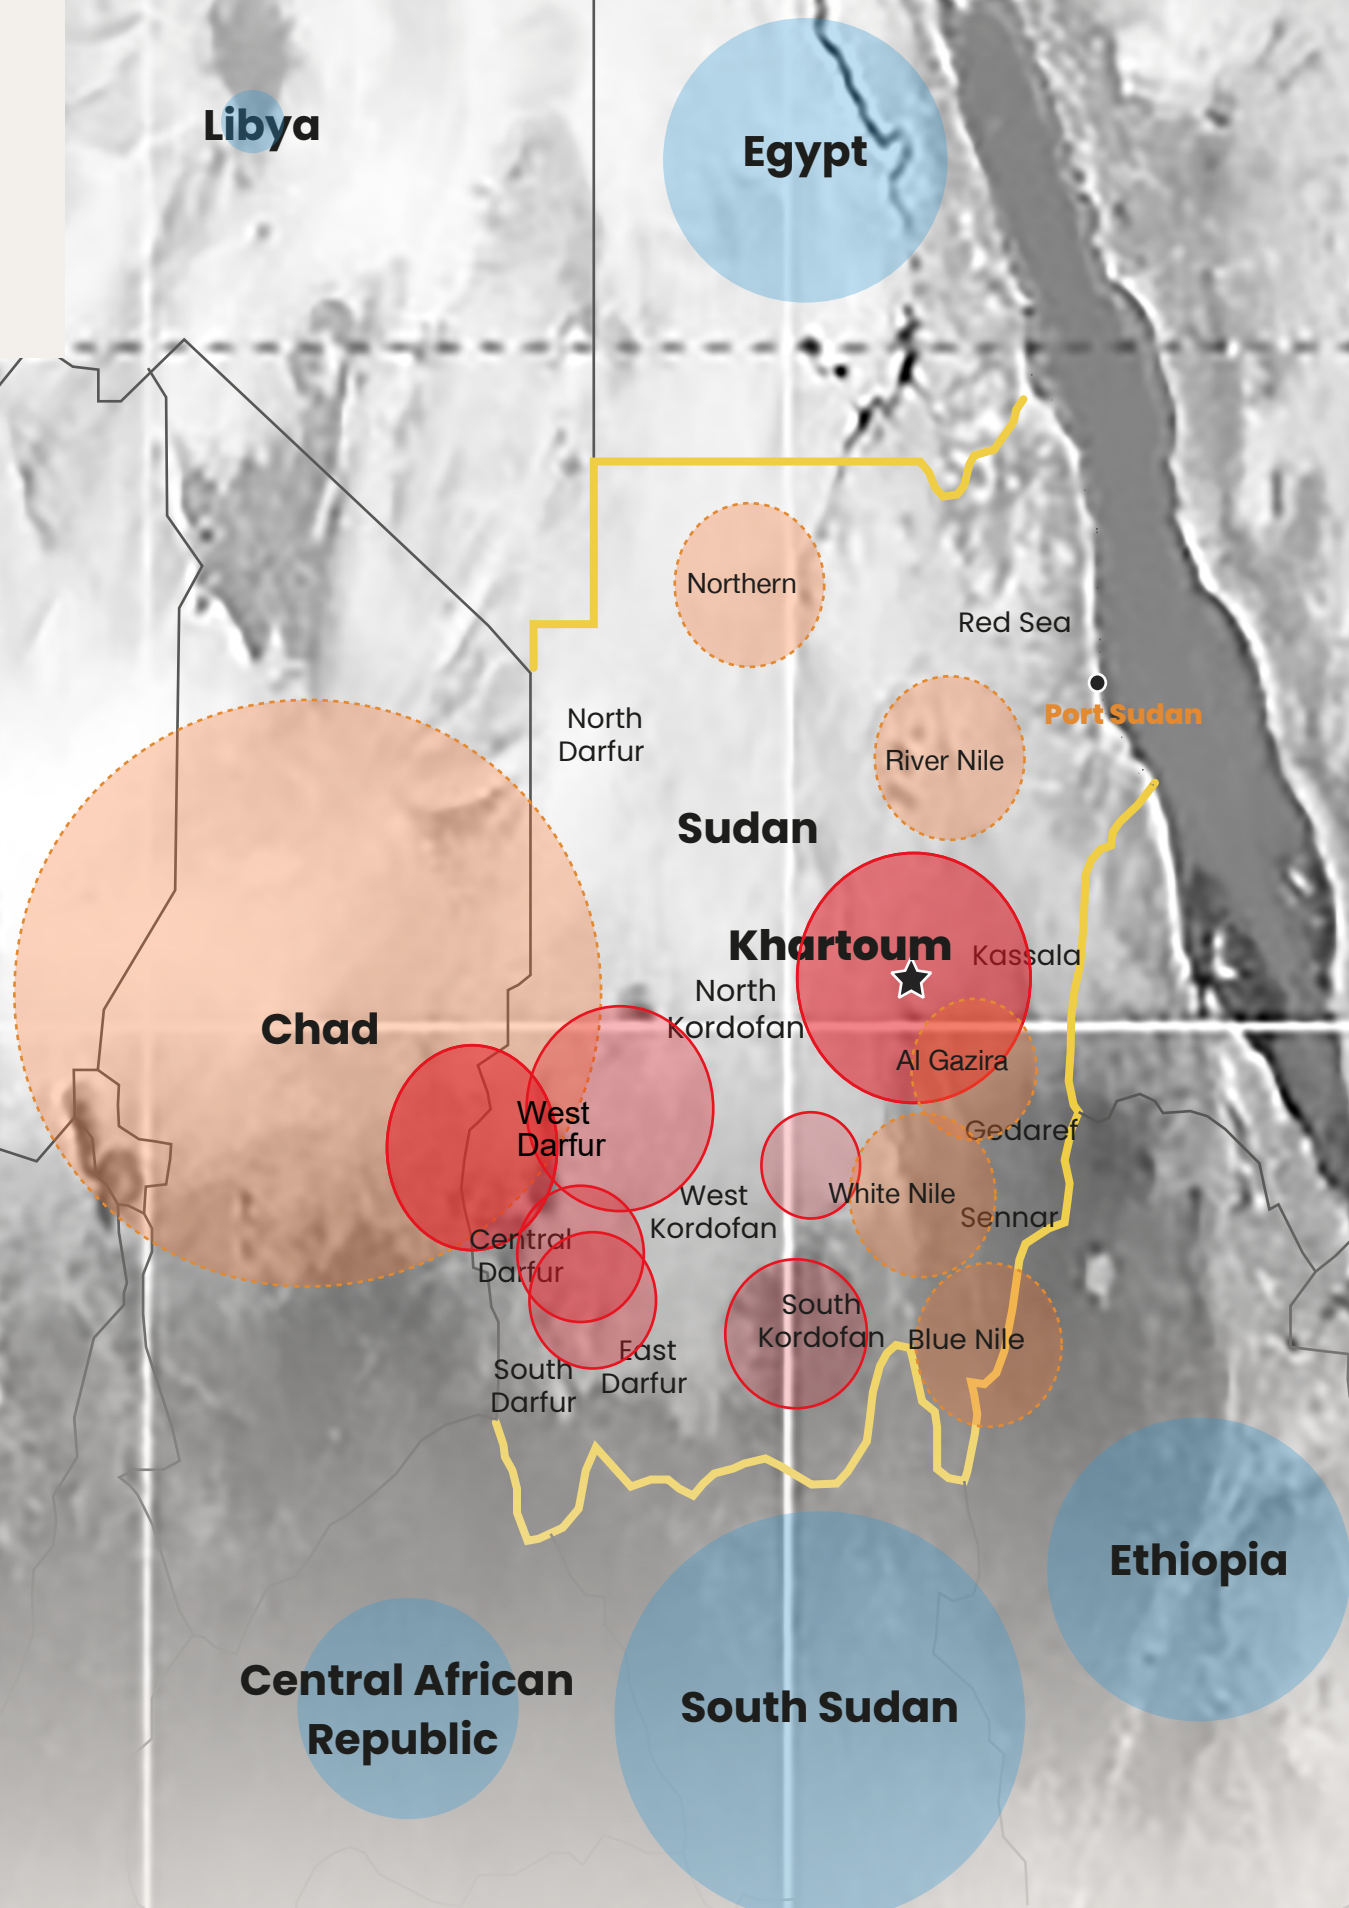 Libya
Egypt
Northern
Red Sea
Port Sudan
North
Darfur
River Nile
Sudan
Khartoum
Kassala
North
Kordofan
Chad
Al Gazira
West
Darfur
Gedaref
West
Kordofan
White Nile
Sennar
Central
Darfur
South
Kordofan
Blue Nile
East
Darfur
South
Darfur
Ethiopia
Central African
Republic
South Sudan